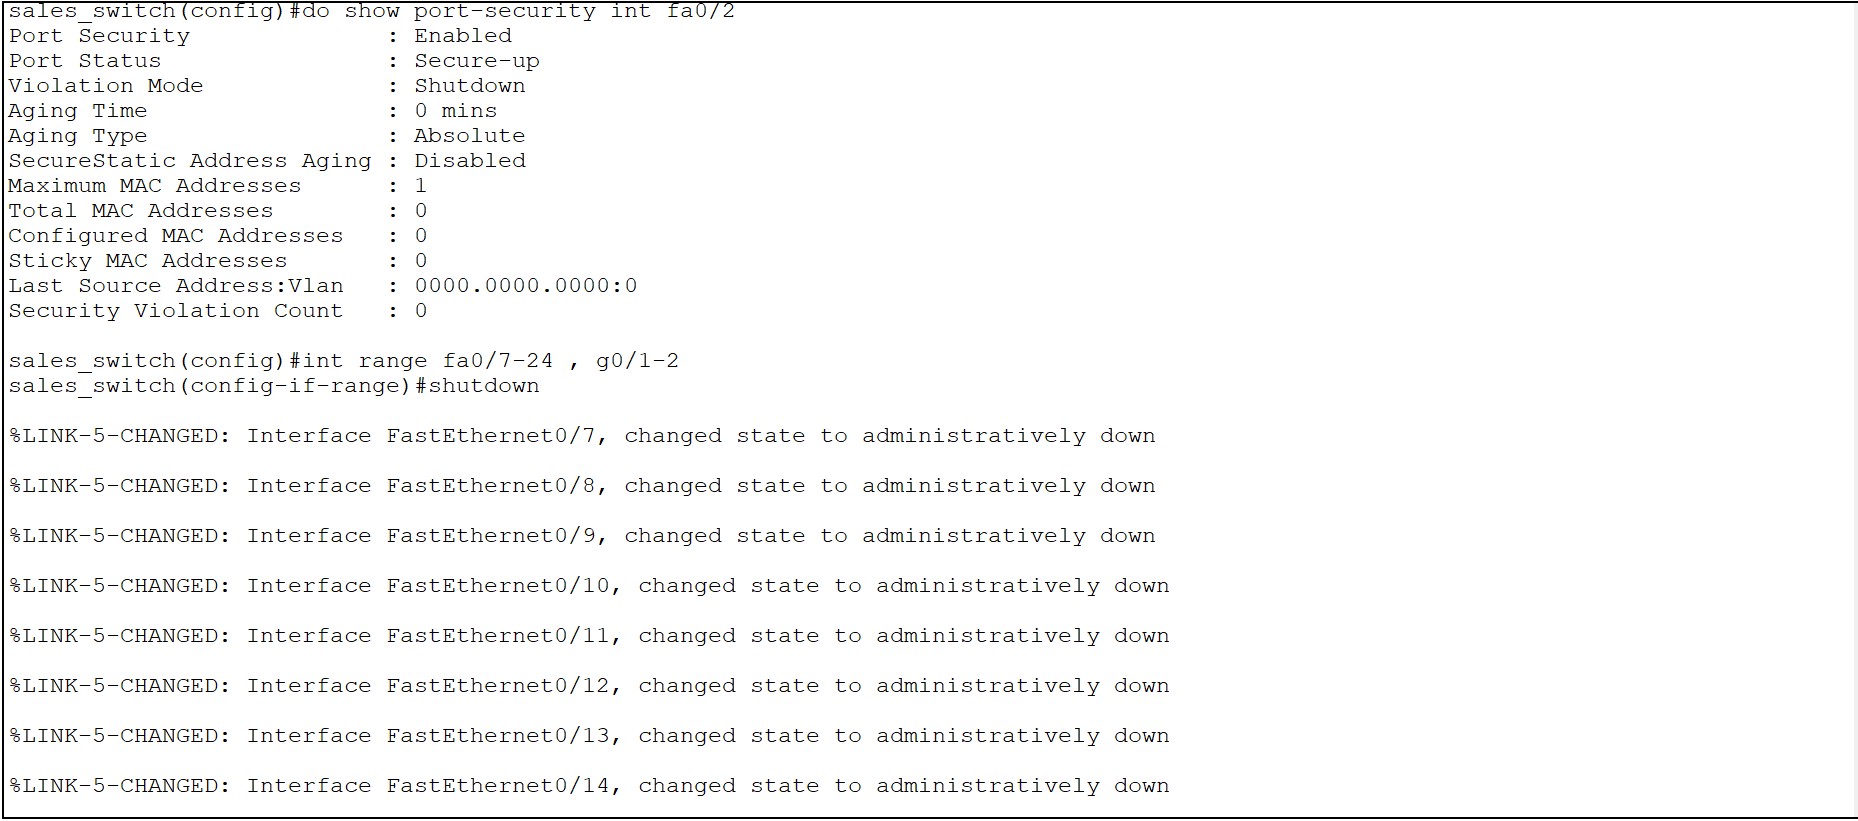 sales_switch(config)#do show port-security int fa0/2
Port Security              : Enabled
Port Status                : Secure-up
Violation Mode             : Shutdown
Aging Time                 : 0 mins
Aging Type                 : Absolute
SecureStatic Address Aging : Disabled
Maximum MAC Addresses      : 1
Total MAC Addresses        : 0
Configured MAC Addresses   : 0
Sticky MAC Addresses       : 0
Last Source Address:Vlan   : 0000.0000.0000:0
Security Violation Count   : 0
sales_switch(config)#int range fa0/7-24 , g0/1-2
sales_switch(config-if-range)#shutdown
%LINK-5-CHANGED: Interface FastEthernet0/7, changed state to administratively down
%LINK-5-CHANGED: Interface FastEthernet0/8, changed state to administratively down
%LINK-5-CHANGED: Interface FastEthernet0/9, changed state to administratively down
%LINK-5-CHANGED: Interface FastEthernet0/10, changed state to administratively down
%LINK-5-CHANGED: Interface FastEthernet0/11, changed state to administratively down
%LINK-5-CHANGED: Interface FastEthernet0/12, changed state to administratively down
%LINK-5-CHANGED: Interface FastEthernet0/13, changed state to administratively down
%LINK-5-CHANGED: Interface FastEthernet0/14, changed state to administratively down